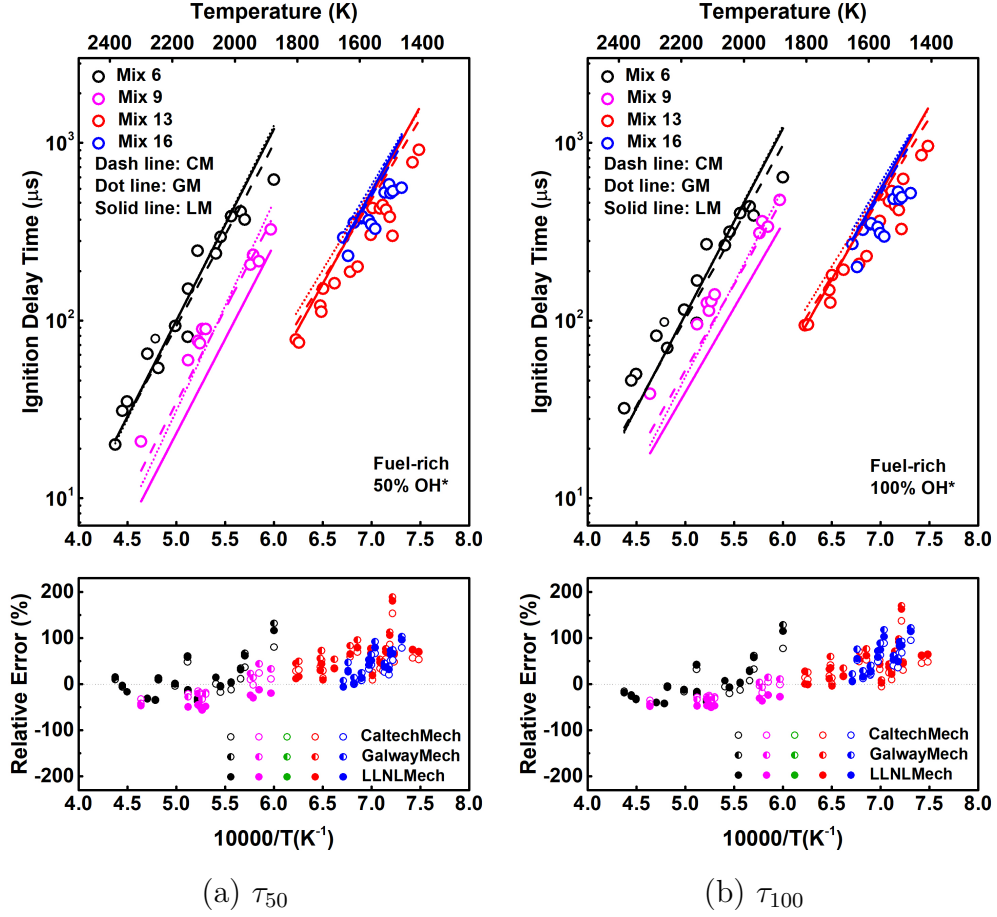 Temperature (K)
2400 2200 2000 1800 1600 1400
Mix 6
Mix 9
Mix 13
Mix 16
Dash line: CM
Dot line: GM
Solid line: LM
Ignition Delay Time (μs)
10³
10²
10¹
Fuel-rich
50% OH*
4.0 4.5 5.0 5.5 6.0 6.5 7.0 7.5 8.0
Relative Error (%)
200
100
0
-100
-200
CaltechMech
GalwayMech
LLNLMech
4.0 4.5 5.0 5.5 6.0 6.5 7.0 7.5 8.0
10000/T(K⁻¹)
(a) τ₅₀
Temperature (K)
2400 2200 2000 1800 1600 1400
Mix 6
Mix 9
Mix 13
Mix 16
Dash line: CM
Dot line: GM
Solid line: LM
Ignition Delay Time (μs)
10³
10²
10¹
Fuel-rich
100% OH*
4.0 4.5 5.0 5.5 6.0 6.5 7.0 7.5 8.0
Relative Error (%)
200
100
0
-100
-200
CaltechMech
GalwayMech
LLNLMech
4.0 4.5 5.0 5.5 6.0 6.5 7.0 7.5 8.0
10000/T(K⁻¹)
(b) τ₁₀₀